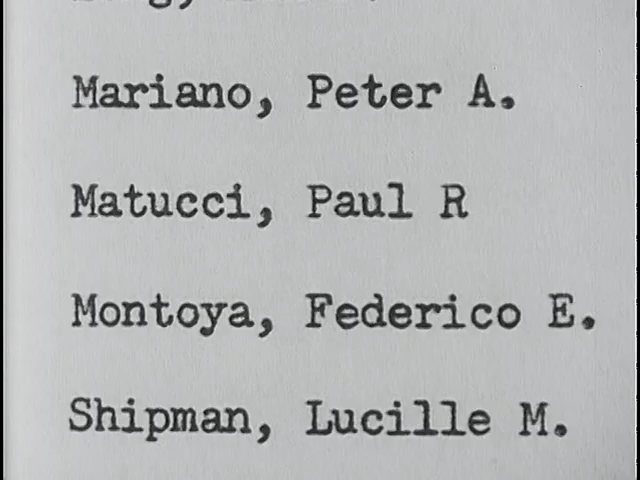 Mariano, Peter A.
Matucci, Paul R
Montoya, Federico E.
Shipman, Lucille M.